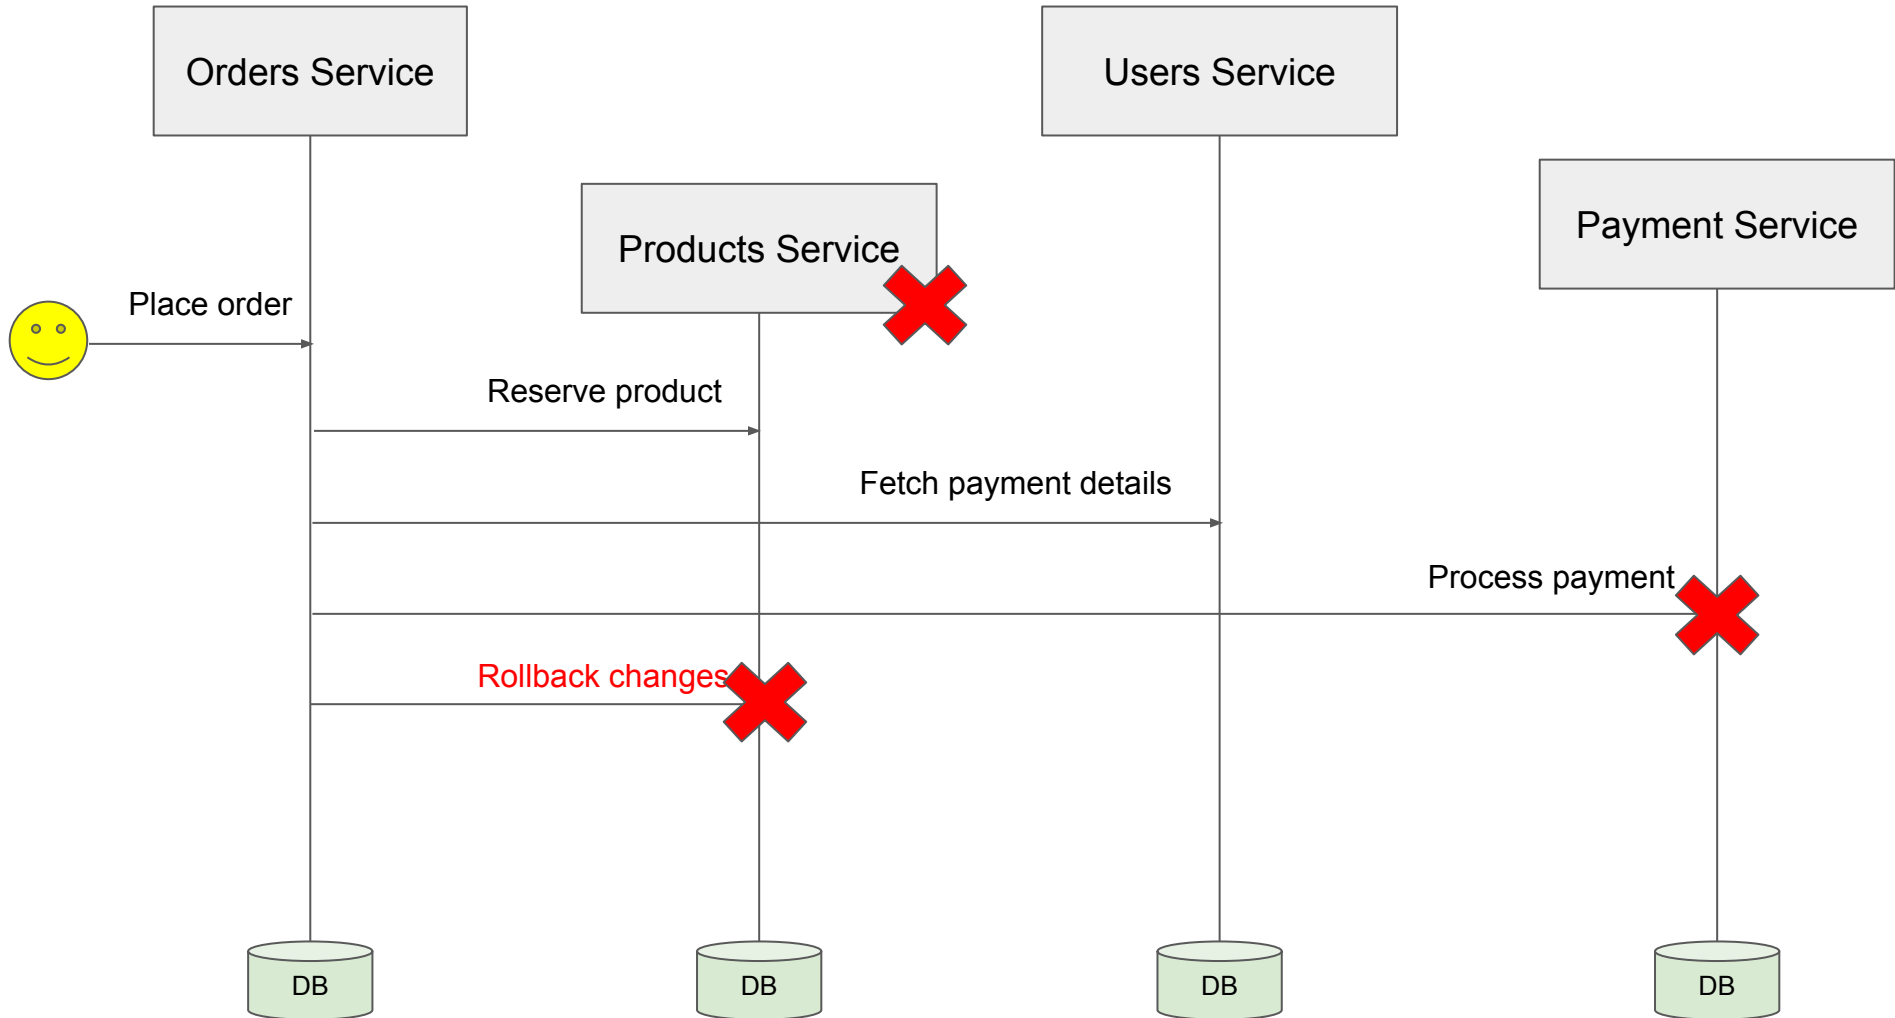 Orders Service
Users Service
Products Service
Payment Service
Place order
Reserve product
Fetch payment details
Process payment
Rollback changes
DB
DB
DB
DB